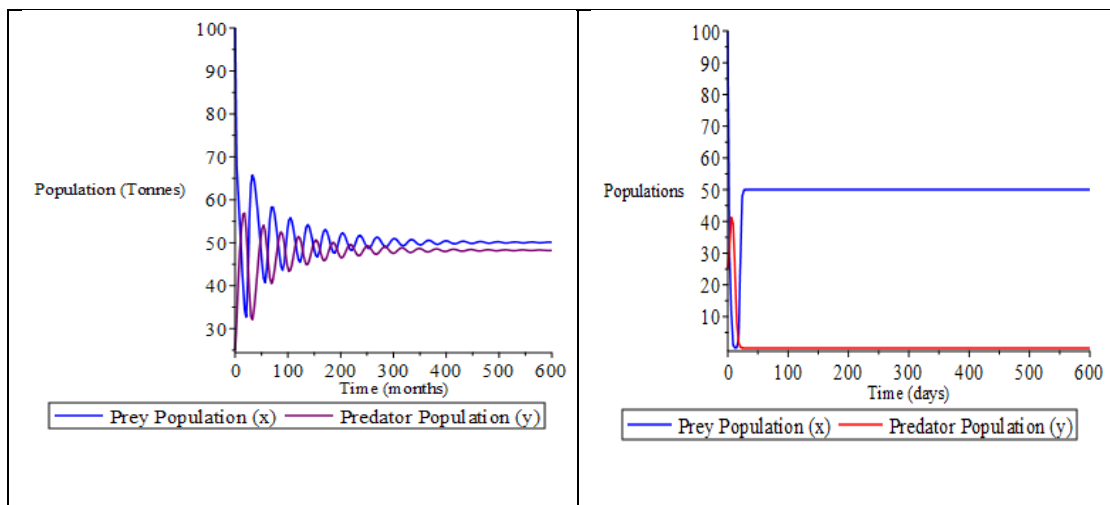 100
90
80
70
Population (Tonnes)
60
50
40
30
0 100 200 300 400 500 600
Time (months)
Prey Population (x) Predator Population (y)
100
90
80
70
60
Populations
50
40
30
20
10
0 100 200 300 400 500 600
Time (days)
Prey Population (x) Predator Population (y)